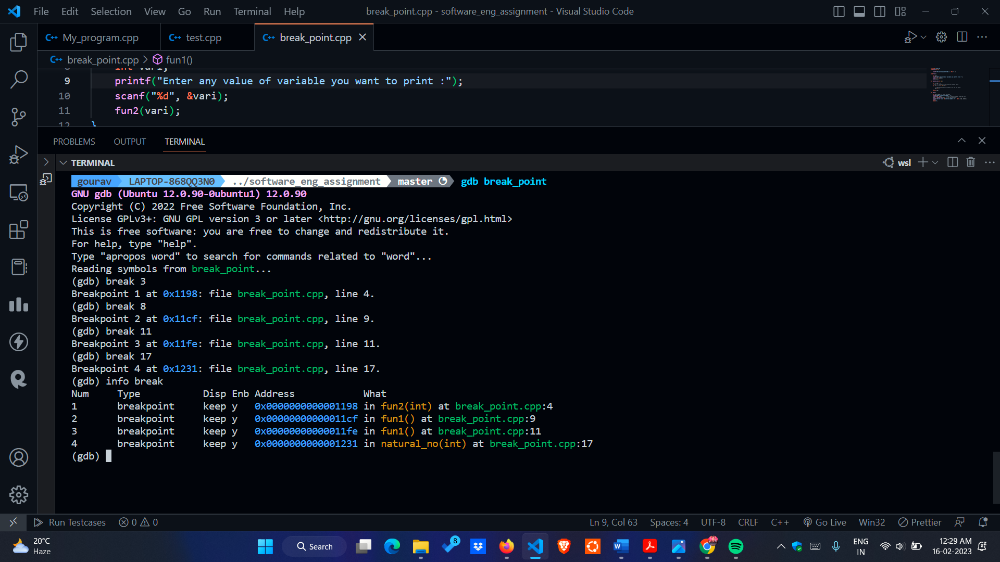 File Edit Selection View Go Run Terminal Help break_point.cpp - software_eng_assignment - Visual Studio Code
My_program.cpp test.cpp break_point.cpp
break_point.cpp > fun1()
int vari;
9 printf("Enter any value of variable you want to print :");
10 scanf("%d", &vari);
11 fun2(vari);
12 }
PROBLEMS OUTPUT TERMINAL
TERMINAL wsl
gourav LAPTOP-868QQ3N0 ../software_eng_assignment master gdb break_point
GNU gdb (Ubuntu 12.0.90-0ubuntu1) 12.0.90
Copyright (C) 2022 Free Software Foundation, Inc.
License GPLv3+: GNU GPL version 3 or later <http://gnu.org/licenses/gpl.html>
This is free software: you are free to change and redistribute it.
For help, type "help".
Type "apropos word" to search for commands related to "word"...
Reading symbols from break_point...
(gdb) break 3
Breakpoint 1 at 0x1198: file break_point.cpp, line 4.
(gdb) break 8
Breakpoint 2 at 0x11cf: file break_point.cpp, line 9.
(gdb) break 11
Breakpoint 3 at 0x11fe: file break_point.cpp, line 11.
(gdb) break 17
Breakpoint 4 at 0x1231: file break_point.cpp, line 17.
(gdb) info break
Num Type Disp Enb Address What
1 breakpoint keep y 0x0000000000001198 in fun2(int) at break_point.cpp:4
2 breakpoint keep y 0x00000000000011cf in fun1() at break_point.cpp:9
3 breakpoint keep y 0x00000000000011fe in fun1() at break_point.cpp:11
4 breakpoint keep y 0x0000000000001231 in natural_no(int) at break_point.cpp:17
(gdb)
Run Testcases 0 0 Ln 9, Col 63 Spaces: 4 UTF-8 CRLF C++ Go Live Win32 Prettier
20°C
Haze
Search
8
ENG
IN
12:29 AM
16-02-2023